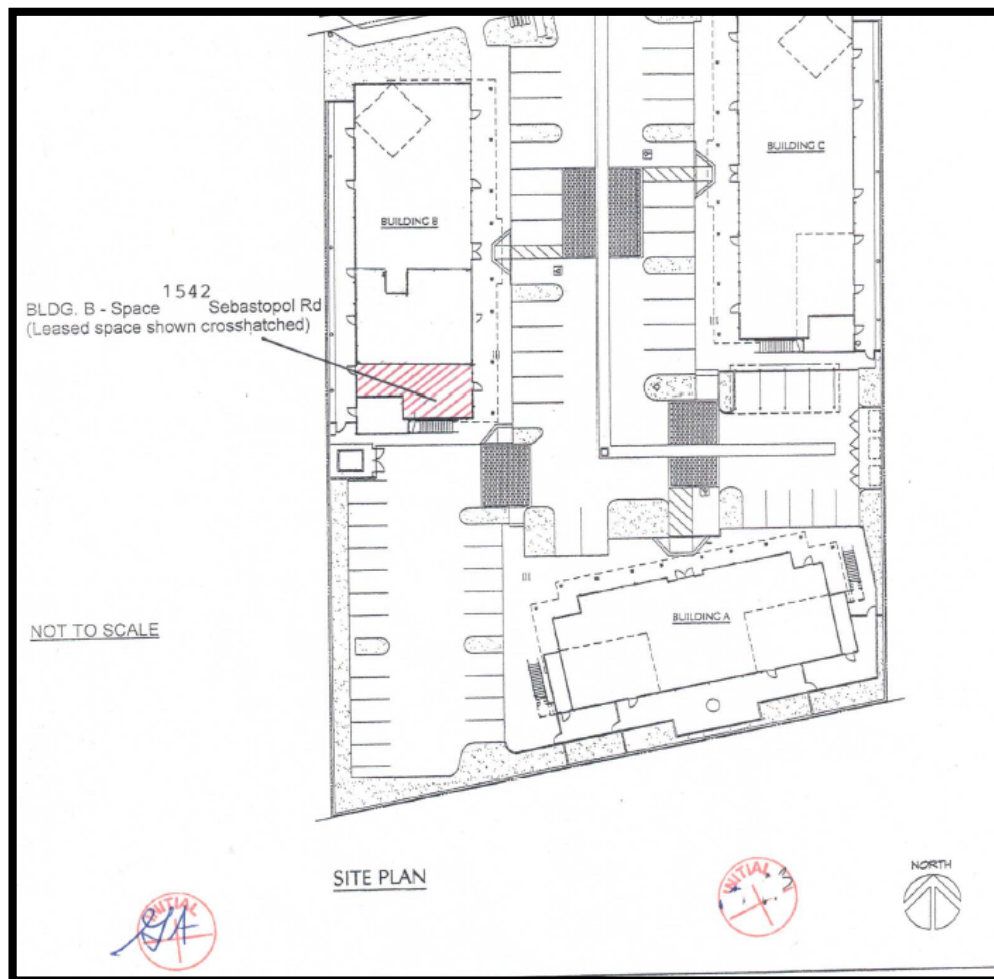 BUILDING C
BUILDING B
BLDG. B - Space 1542 Sebastopol Rd
(Leased space shown crosshatched)
BUILDING A
NOT TO SCALE
SITE PLAN
NORTH
INITIAL
GA
INITIAL